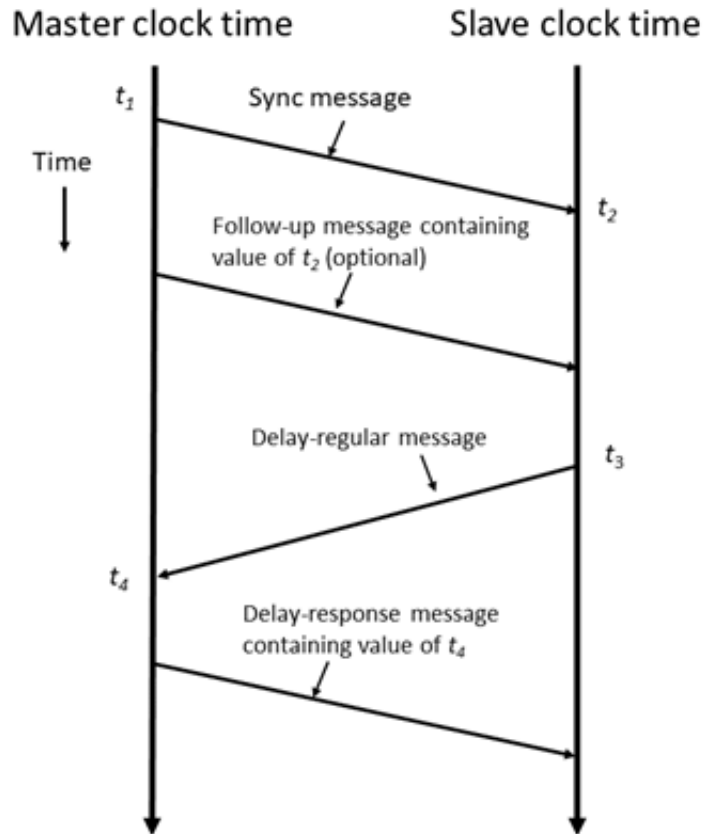 Master clock time
Slave clock time
t₁
Sync message
Time
t₂
Follow-up message containing
value of t₂ (optional)
Delay-regular message
t₃
t₄
Delay-response message
containing value of t₄